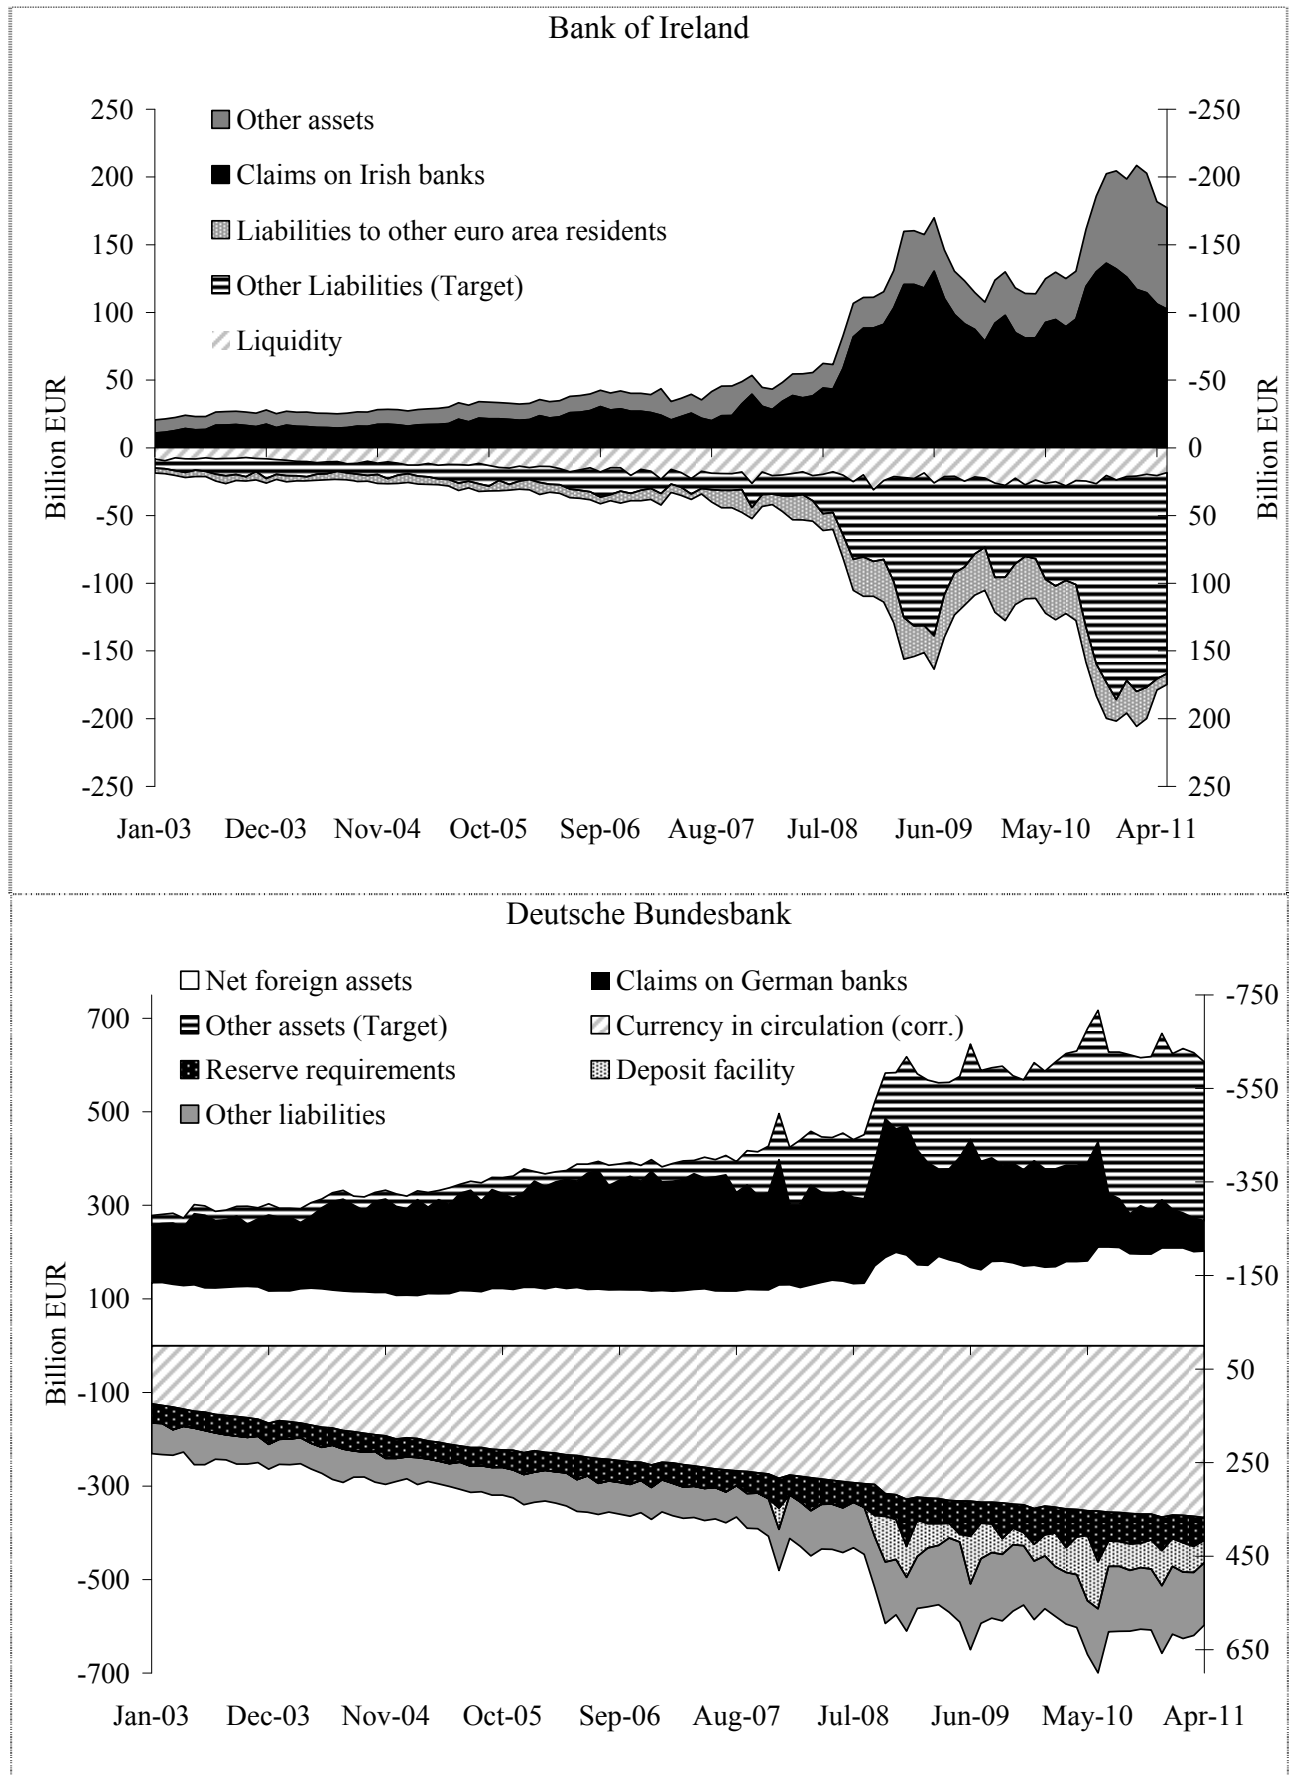 Bank of Ireland
250 -250
Other assets
200 -200
Claims on Irish banks
150 -150
Liabilities to other euro area residents
100 -100
Other Liabilities (Target)
50 -50
Liquidity
0 0
Billion EUR
Billion EUR
-50 50
-100 100
-150 150
-200 200
-250 250
Jan-03 Dec-03 Nov-04 Oct-05 Sep-06 Aug-07 Jul-08 Jun-09 May-10 Apr-11
Deutsche Bundesbank
Net foreign assets Claims on German banks
-750
700
Other assets (Target) Currency in circulation (corr.)
Reserve requirements Deposit facility
-550
500
Other liabilities
-350
300
-150
100
Billion EUR
50
-100
250
-300
450
-500
650
-700
Jan-03 Dec-03 Nov-04 Oct-05 Sep-06 Aug-07 Jul-08 Jun-09 May-10 Apr-11